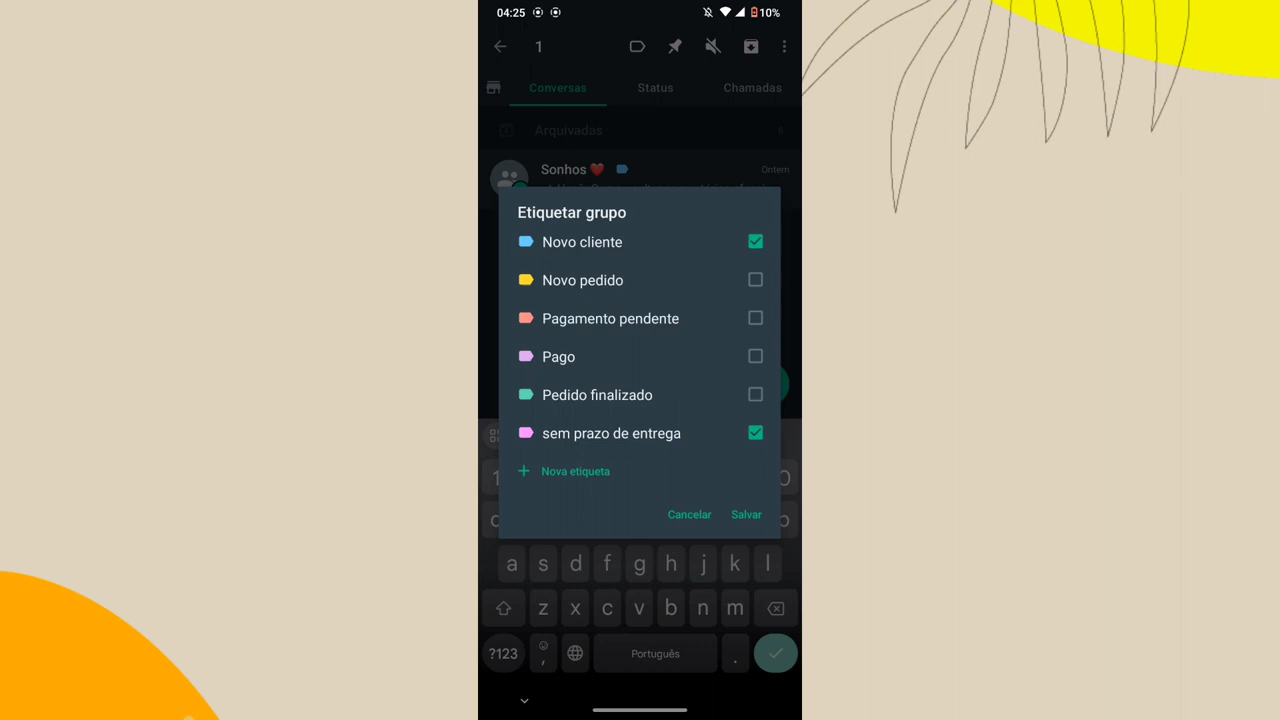 04:25 10%
1
Conversas Status Chamadas
Arquivadas 6
Sonhos ❤️ Ontem
Etiquetar grupo
Novo cliente
Novo pedido
Pagamento pendente
Pago
Pedido finalizado
sem prazo de entrega
+ Nova etiqueta
Cancelar Salvar
a s d f g h j k l
z x c v b n m
?123 , Português .